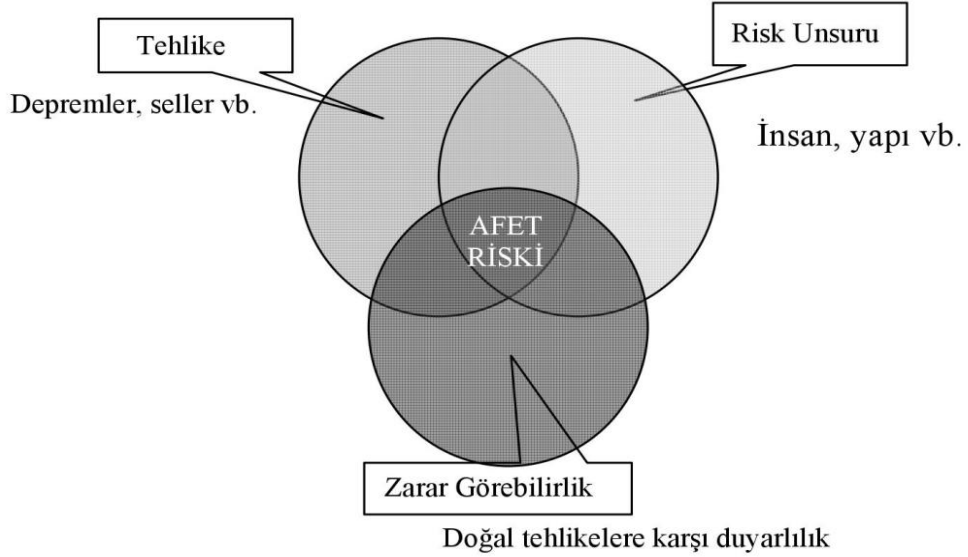 Tehlike
Depremler, seller vb.
Risk Unsuru
İnsan, yapı vb.
AFET
RİSKİ
Zarar Görebilirlik
Doğal tehlikelere karşı duyarlılık